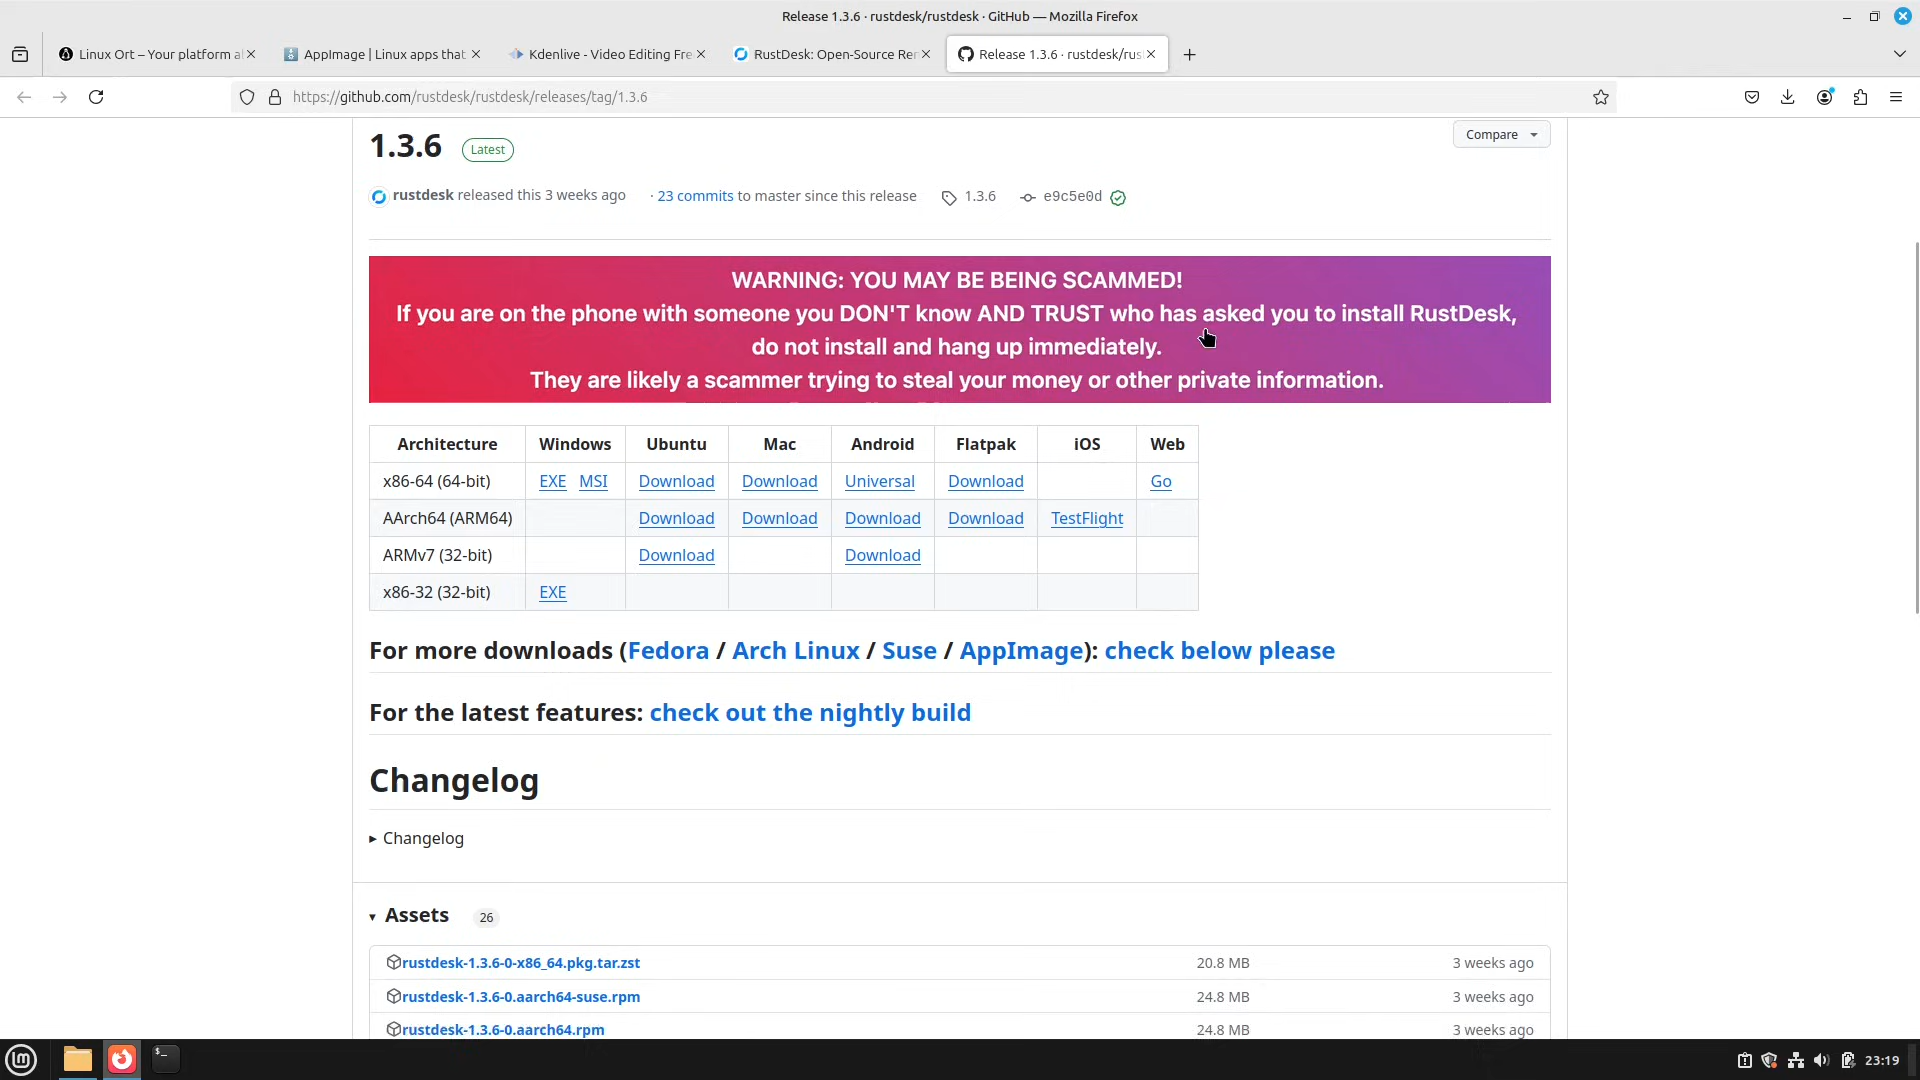 Release 1.3.6 · rustdesk/rustdesk · GitHub — Mozilla Firefox
Linux Ort – Your platform a
AppImage | Linux apps that
Kdenlive - Video Editing Fre
RustDesk: Open-Source Rer
Release 1.3.6 · rustdesk/rus
https://github.com/rustdesk/rustdesk/releases/tag/1.3.6
1.3.6 Latest
Compare
rustdesk released this 3 weeks ago · 23 commits to master since this release 1.3.6 e9c5e0d
WARNING: YOU MAY BE BEING SCAMMED!
If you are on the phone with someone you DON'T know AND TRUST who has asked you to install RustDesk,
do not install and hang up immediately.
They are likely a scammer trying to steal your money or other private information.
Architecture Windows Ubuntu Mac Android Flatpak iOS Web
x86-64 (64-bit) EXE MSI Download Download Universal Download Go
AArch64 (ARM64) Download Download Download Download TestFlight
ARMv7 (32-bit) Download Download
x86-32 (32-bit) EXE
For more downloads (Fedora / Arch Linux / Suse / AppImage): check below please
For the latest features: check out the nightly build
Changelog
Changelog
Assets 26
rustdesk-1.3.6-0-x86_64.pkg.tar.zst 20.8 MB 3 weeks ago
rustdesk-1.3.6-0.aarch64-suse.rpm 24.8 MB 3 weeks ago
rustdesk-1.3.6-0.aarch64.rpm 24.8 MB 3 weeks ago
23:19